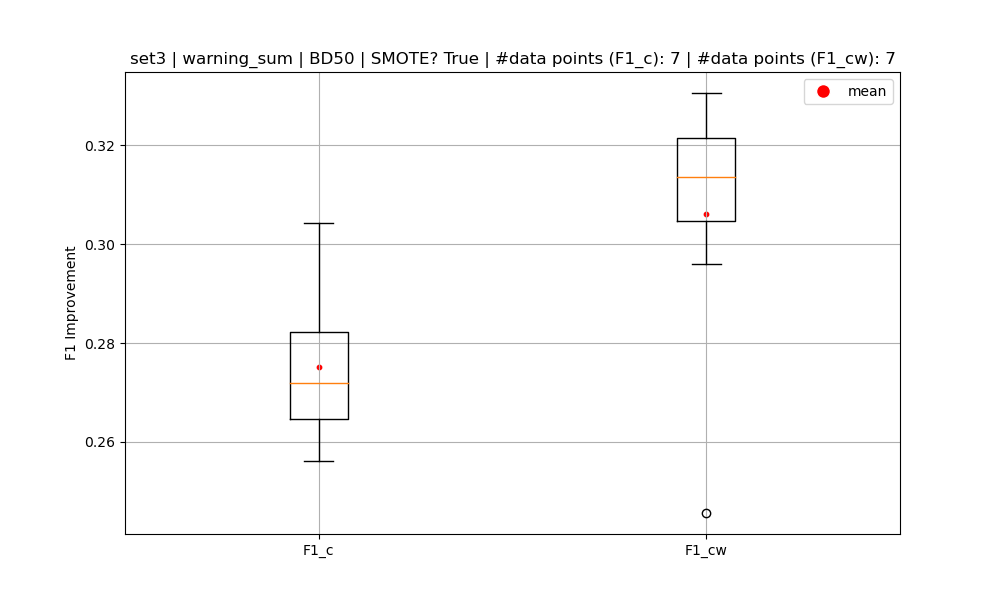 set3 | warning_sum | BD50 | SMOTE? True | #data points (F1_c): 7 | #data points (F1_cw): 7
mean
F1 Improvement
0.32
0.30
0.28
0.26
F1_c
F1_cw